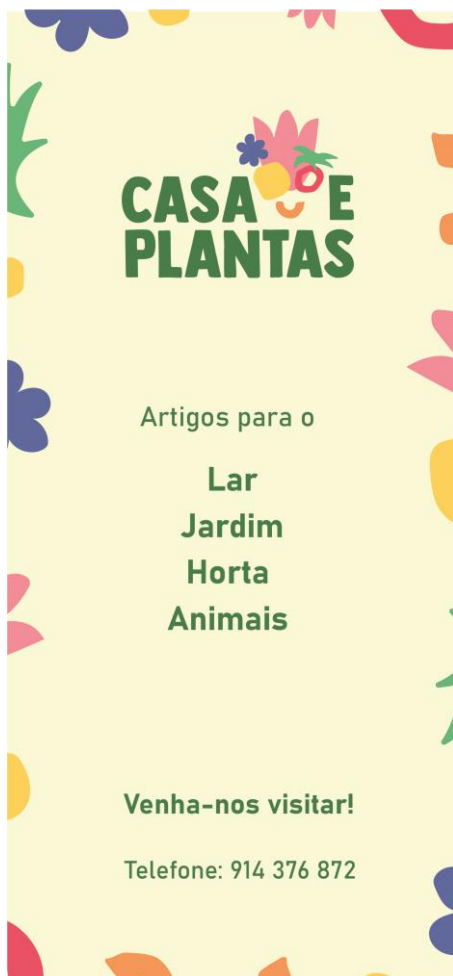 CASA E
PLANTAS
Artigos para o
Lar
Jardim
Horta
Animais
Venha-nos visitar!
Telefone: 914 376 872